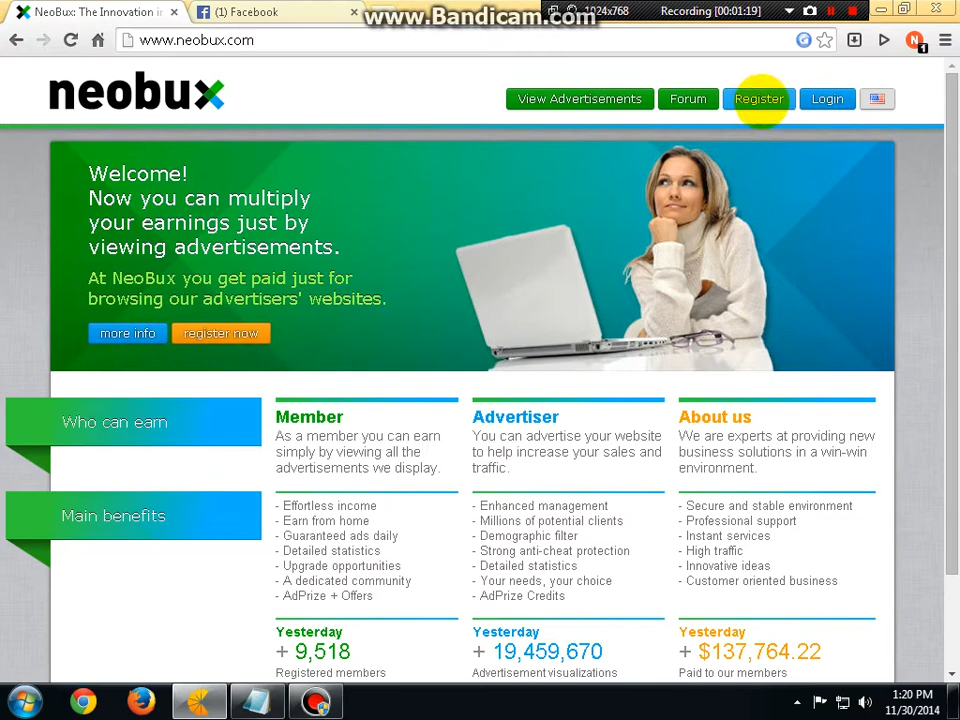 NeoBux: The Innovation in
(1) Facebook
www.Bandicam.com
1024x768
Recording [00:01:19]
www.neobux.com
1
neobux
View Advertisements
Forum
Register
Login
Welcome!
Now you can multiply
your earnings just by
viewing advertisements.
At NeoBux you get paid just for
browsing our advertisers' websites.
more info
register now
Who can earn
Member
As a member you can earn
simply by viewing all the
advertisements we display.
Advertiser
You can advertise your website
to help increase your sales and
traffic.
About us
We are experts at providing new
business solutions in a win-win
environment.
Main benefits
- Effortless income
- Earn from home
- Guaranteed ads daily
- Detailed statistics
- Upgrade opportunities
- A dedicated community
- AdPrize + Offers
- Enhanced management
- Millions of potential clients
- Demographic filter
- Strong anti-cheat protection
- Detailed statistics
- Your needs, your choice
- AdPrize Credits
- Secure and stable environment
- Professional support
- Instant services
- High traffic
- Innovative ideas
- Customer oriented business
Yesterday
+ 9,518
Registered members
Yesterday
+ 19,459,670
Advertisement visualizations
Yesterday
+ $137,764.22
Paid to our members
1:20 PM
11/30/2014